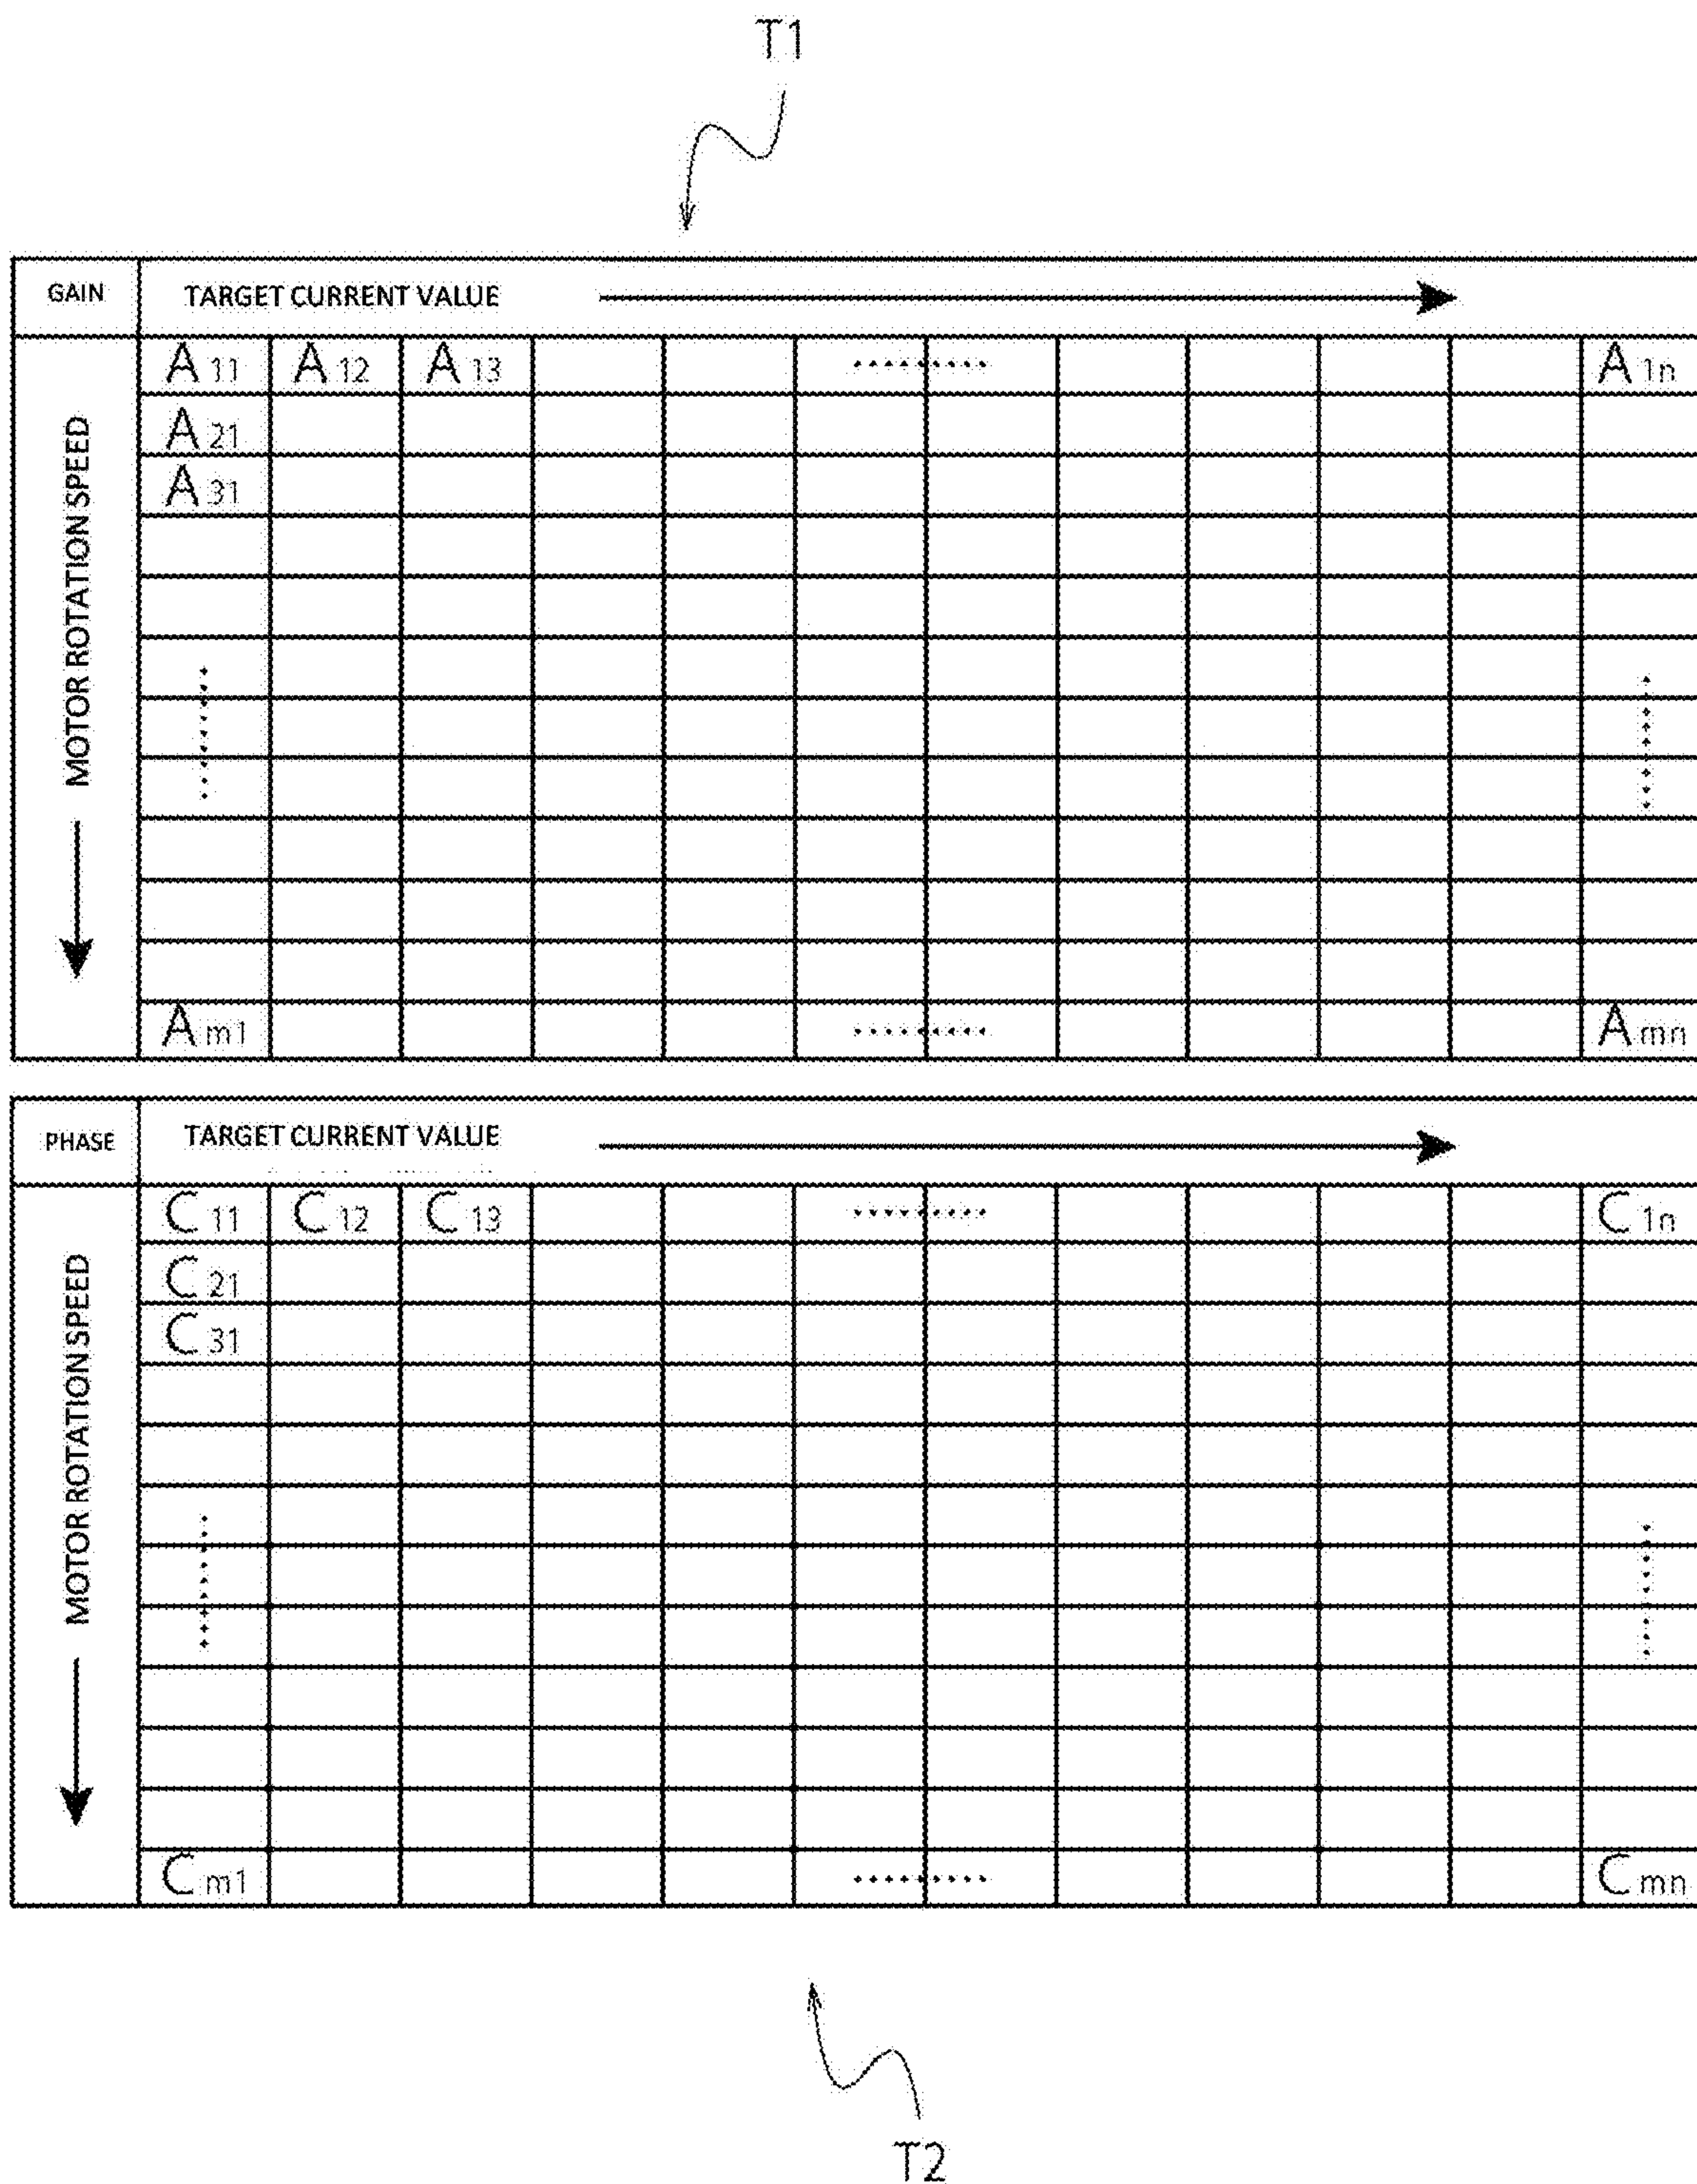 T1
GAIN TARGET CURRENT VALUE
MOTOR ROTATION SPEED
A11 A12 A13 ......... A1n
A21
A31
Am1 ......... Amn
PHASE TARGET CURRENT VALUE
MOTOR ROTATION SPEED
C11 C12 C13 ......... C1n
C21
C31
Cm1 ......... Cmn
T2